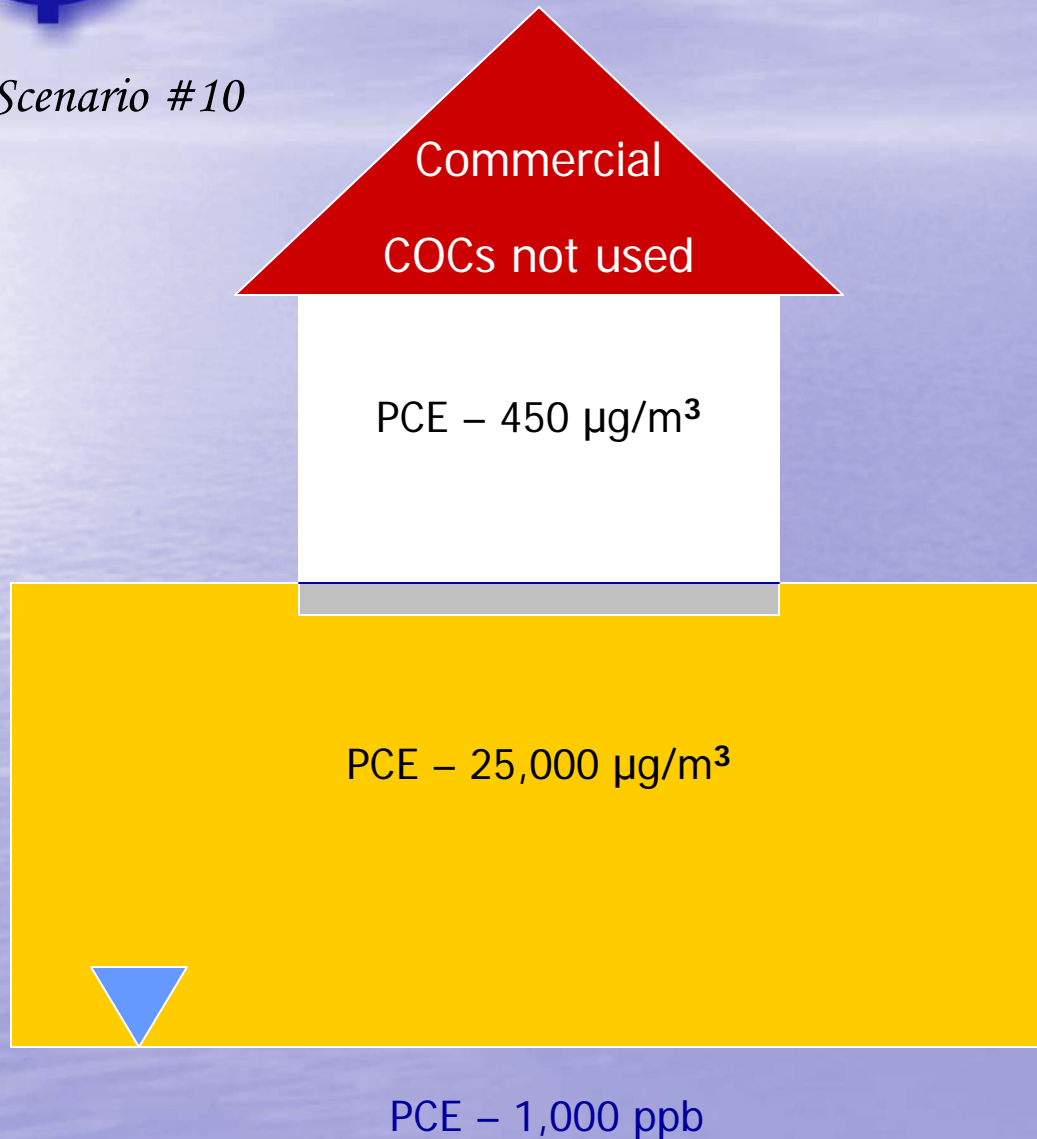 Scenario #10
Commercial
COCs not used
PCE – 450 µg/m³
PCE – 25,000 µg/m³
PCE – 1,000 ppb